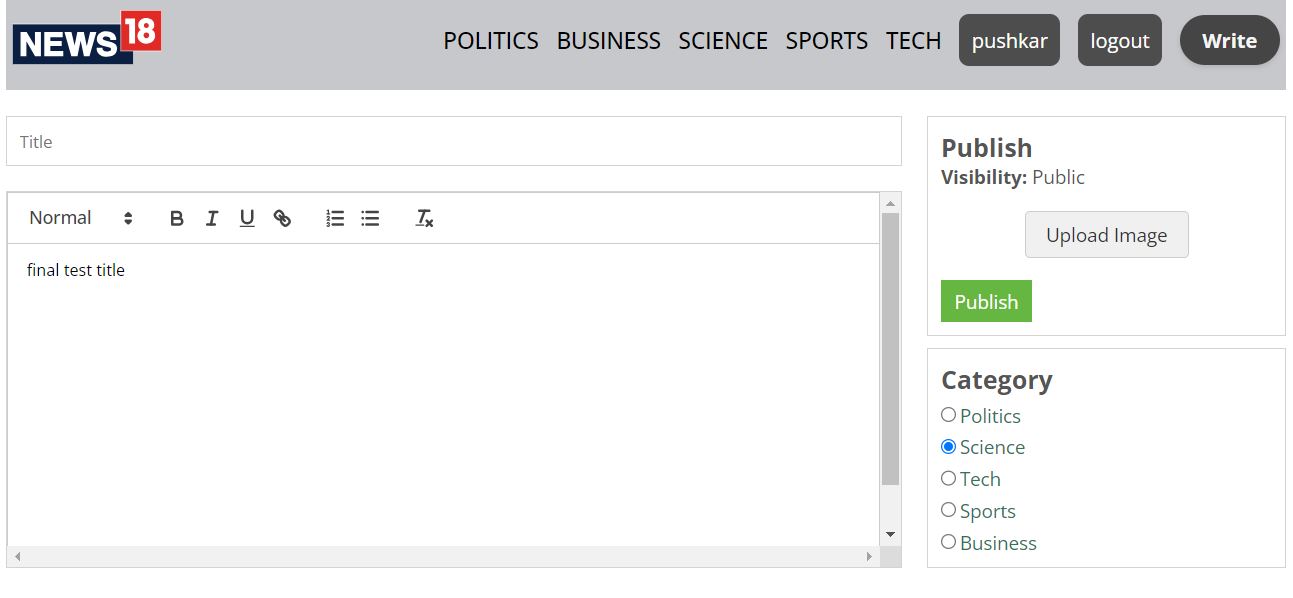 NEWS 18
POLITICS BUSINESS SCIENCE SPORTS TECH pushkar logout Write
Title
Normal B I U
final test title
Publish
Visibility: Public
Upload Image
Publish
Category
Politics
Science
Tech
Sports
Business